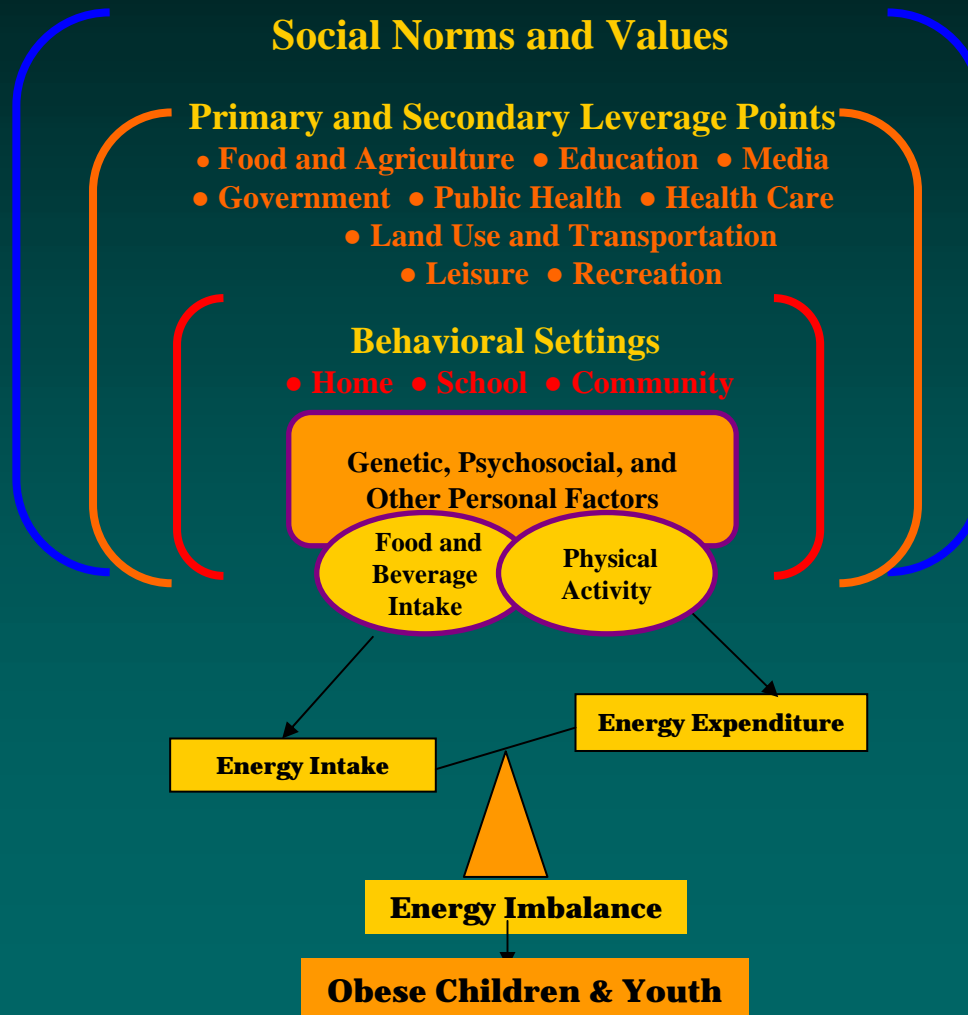 Social Norms and Values
Primary and Secondary Leverage Points
● Food and Agriculture ● Education ● Media
● Government ● Public Health ● Health Care
● Land Use and Transportation
● Leisure ● Recreation
Behavioral Settings
● Home ● School ● Community
Genetic, Psychosocial, and
Other Personal Factors
Food and
Beverage
Intake
Physical
Activity
Energy Expenditure
Energy Intake
Energy Imbalance
Obese Children & Youth